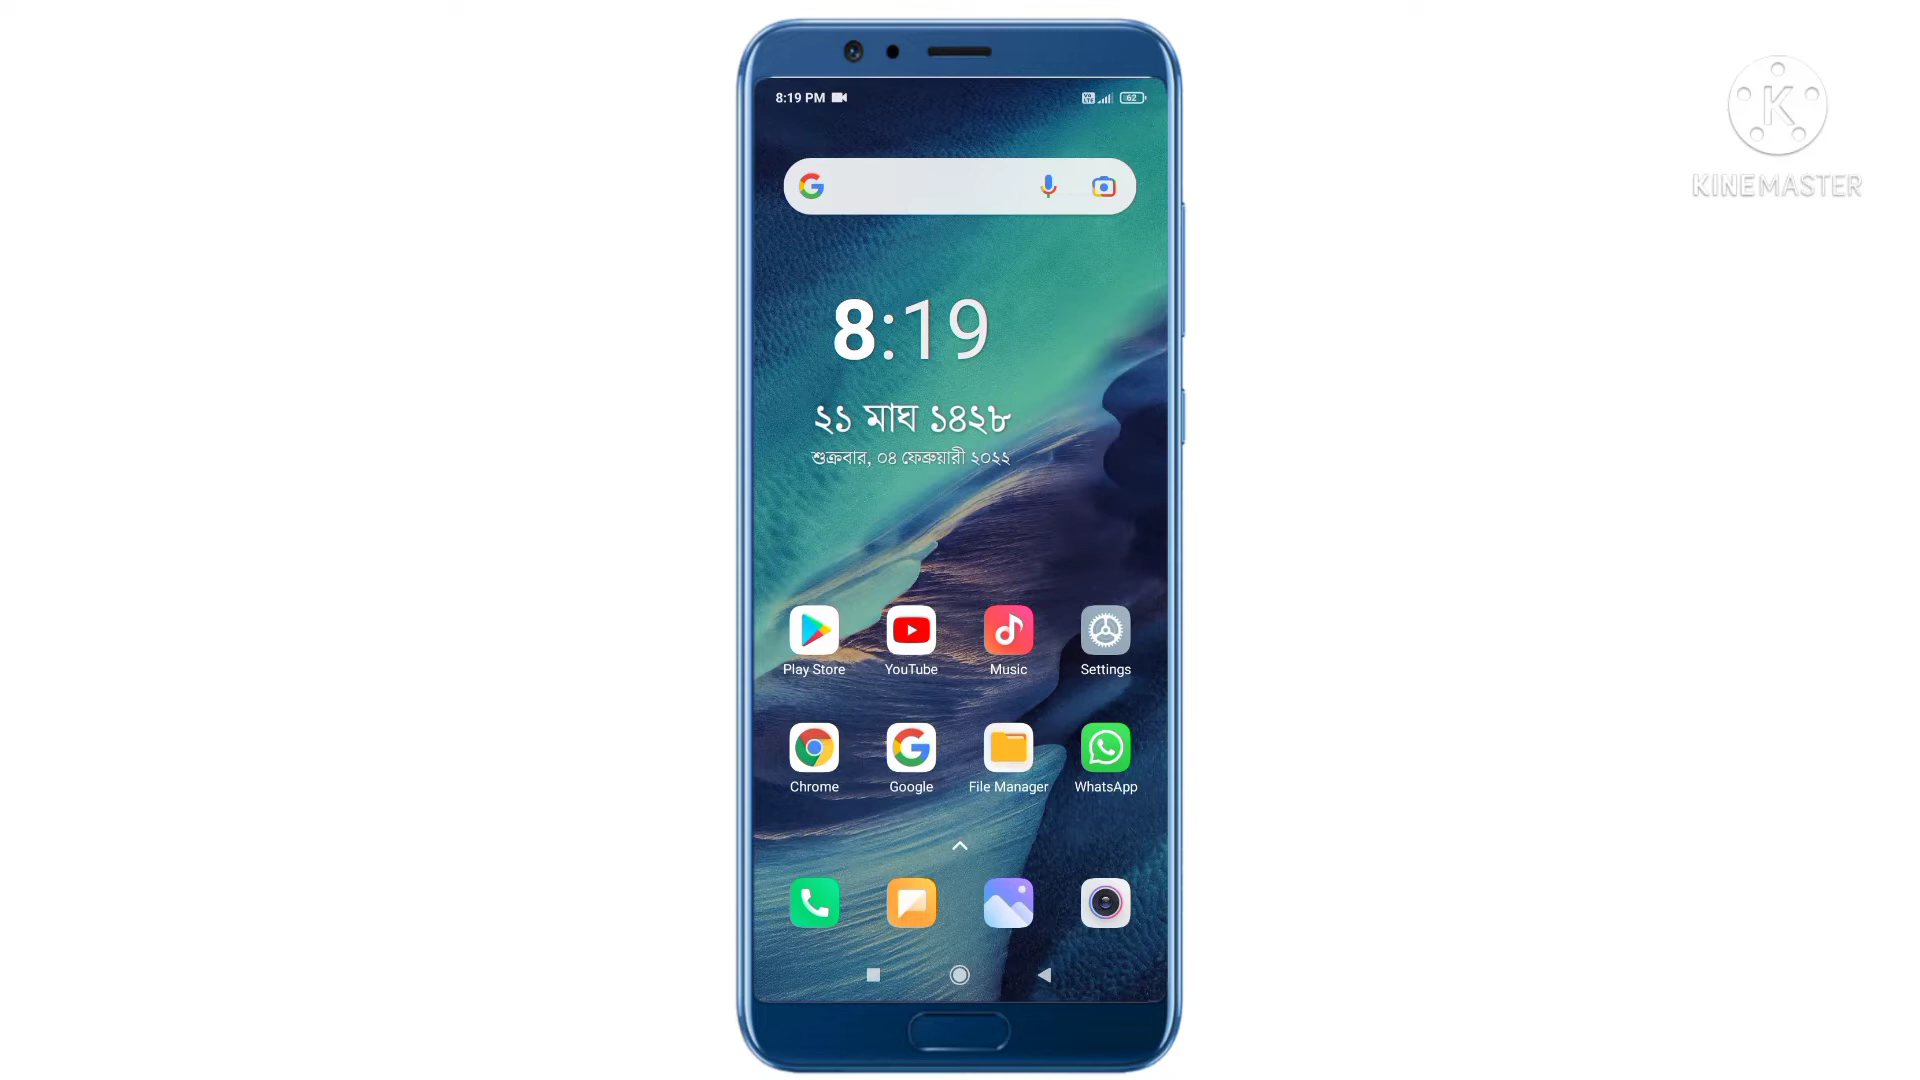 8:19 PM
62
KINEMASTER
8:19
২১ মাঘ ১৪২৮
শুক্রবার, ০৪ ফেব্রুয়ারী ২০২২
Play Store YouTube Music Settings
Chrome Google File Manager WhatsApp